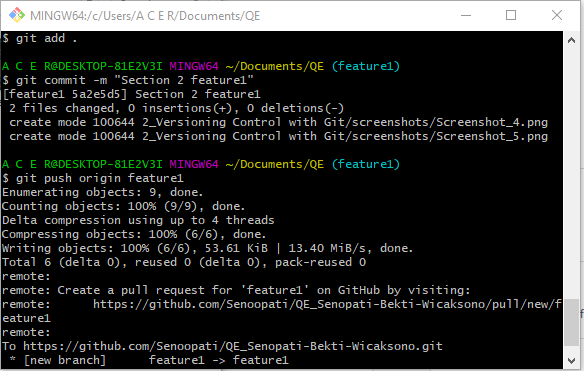 MINGW64:/c/Users/A C E R/Documents/QE
$ git add .
A C E R@DESKTOP-81E2V3I MINGW64 ~/Documents/QE (feature1)
$ git commit -m "Section 2 feature1"
[feature1 5a2e5d5] Section 2 feature1
 2 files changed, 0 insertions(+), 0 deletions(-)
 create mode 100644 2_Versioning Control with Git/screenshots/Screenshot_4.png
 create mode 100644 2_Versioning Control with Git/screenshots/Screenshot_5.png
A C E R@DESKTOP-81E2V3I MINGW64 ~/Documents/QE (feature1)
$ git push origin feature1
Enumerating objects: 9, done.
Counting objects: 100% (9/9), done.
Delta compression using up to 4 threads
Compressing objects: 100% (6/6), done.
Writing objects: 100% (6/6), 53.61 KiB | 13.40 MiB/s, done.
Total 6 (delta 0), reused 0 (delta 0), pack-reused 0
remote:
remote: Create a pull request for 'feature1' on GitHub by visiting:
remote:      https://github.com/Senoopati/QE_Senopati-Bekti-Wicaksono/pull/new/f
eature1
remote:
To https://github.com/Senoopati/QE_Senopati-Bekti-Wicaksono.git
 * [new branch]      feature1 -> feature1